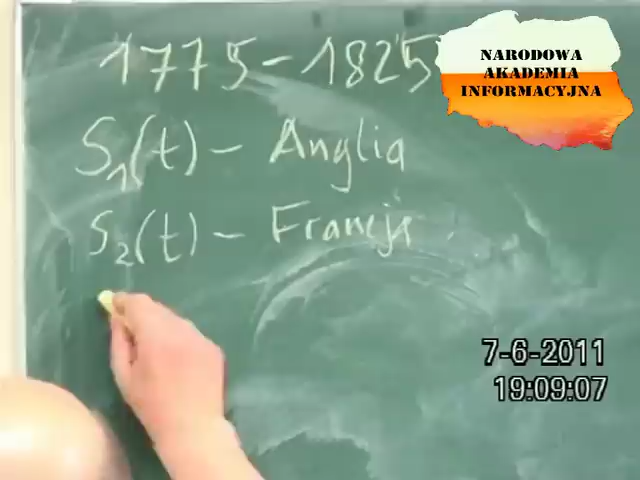 1775 - 1825
NARODOWA
AKADEMIA
INFORMACYJNA
S₁(t) - Anglia
S₂(t) - Francja
7-6-2011
19:09:07